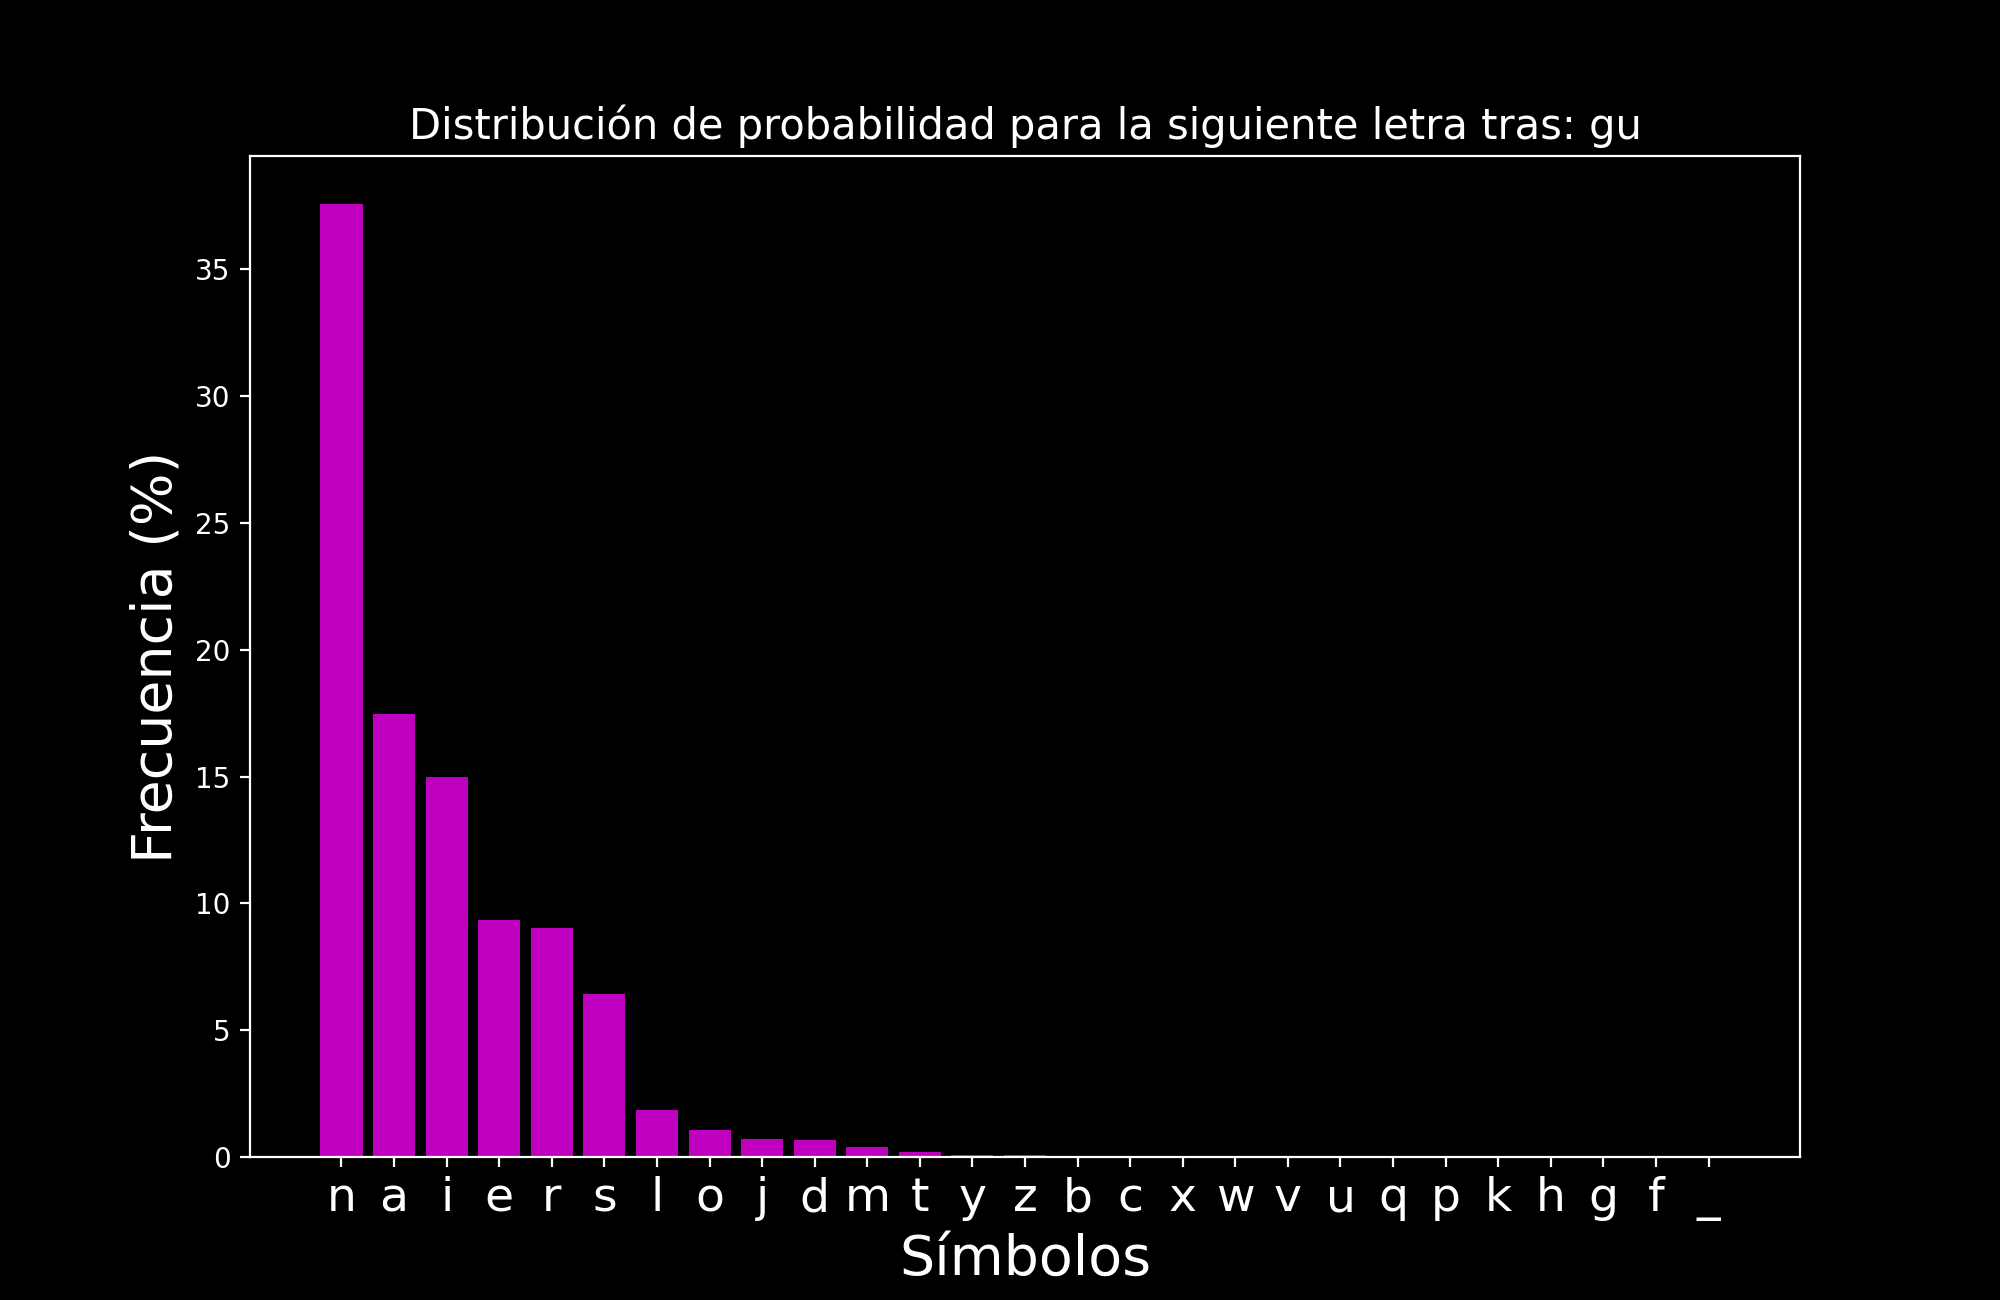 Distribución de probabilidad para la siguiente letra tras: gu
Frecuencia (%)
35
30
25
20
15
10
5
0
n a i e r s l o j d m t y z b c x w v u q p k h g f _
Símbolos